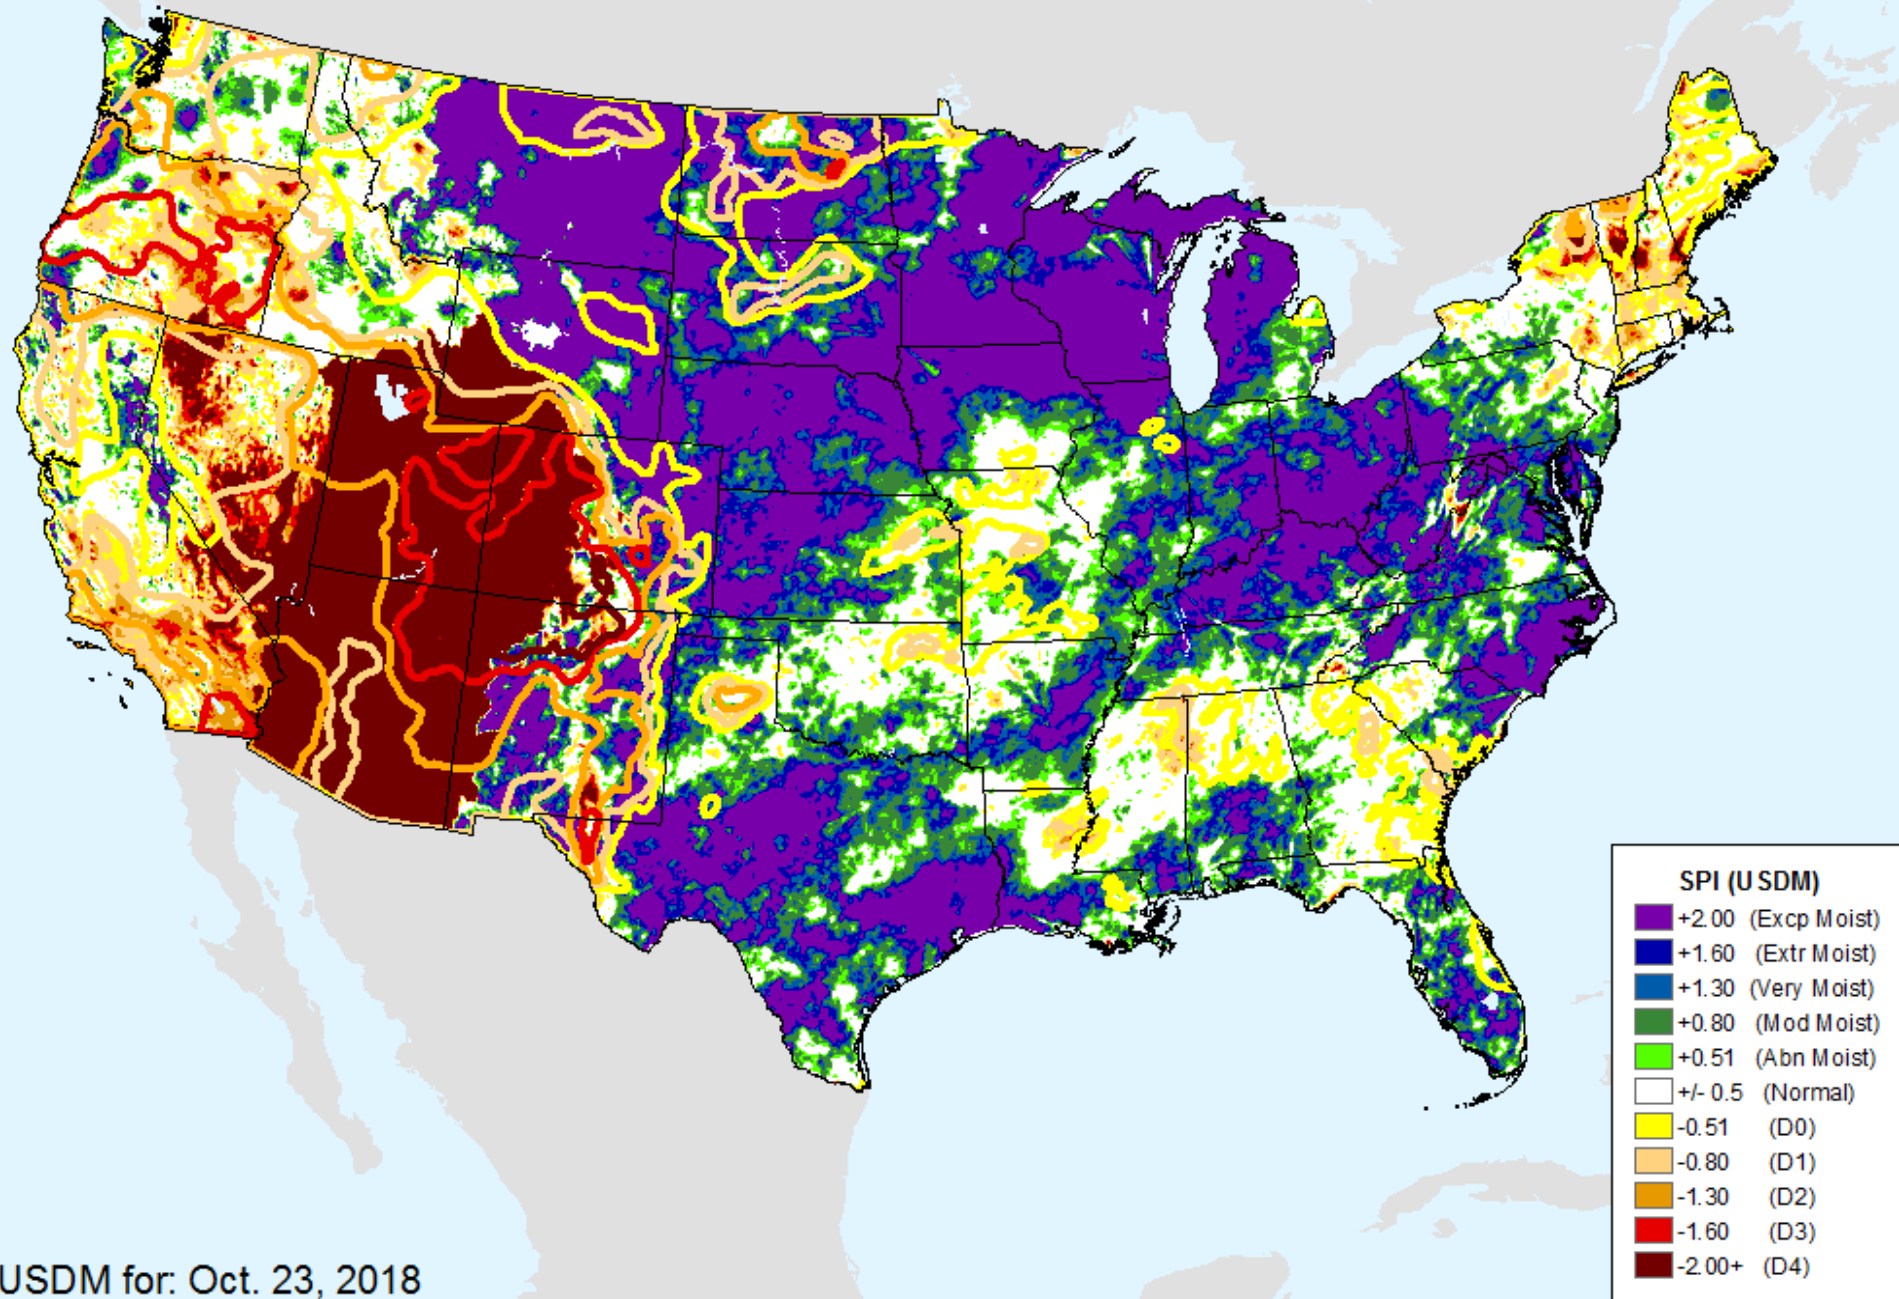 SPI (USDM)
+2.00 (Excp Moist)
+1.60 (Extr Moist)
+1.30 (Very Moist)
+0.80 (Mod Moist)
+0.51 (Abn Moist)
+/- 0.5 (Normal)
-0.51 (D0)
-0.80 (D1)
-1.30 (D2)
-1.60 (D3)
-2.00+ (D4)
USDM for: Oct. 23, 2018